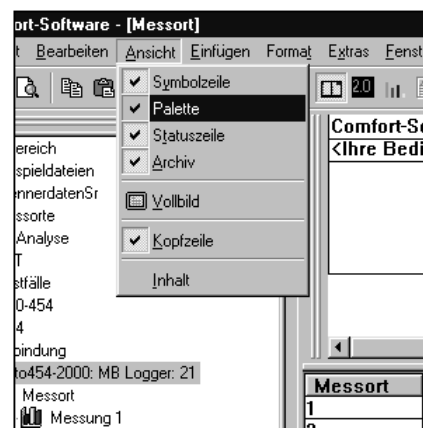 ort-Software - [Messort]
t Bearbeiten Ansicht Einfügen Format Extras Fenst
2.0
Symbolzeile
Palette
Statuszeile
Archiv
Vollbild
Kopfzeile
Inhalt
ereich
spieldateien
ennerdatenSr
ssorte
Analyse
T
stfälle
0-454
4
bindung
to454-2000: MB Logger: 21
Messort
Messung 1
Comfort-So
<Ihre Bedi
Messort
1